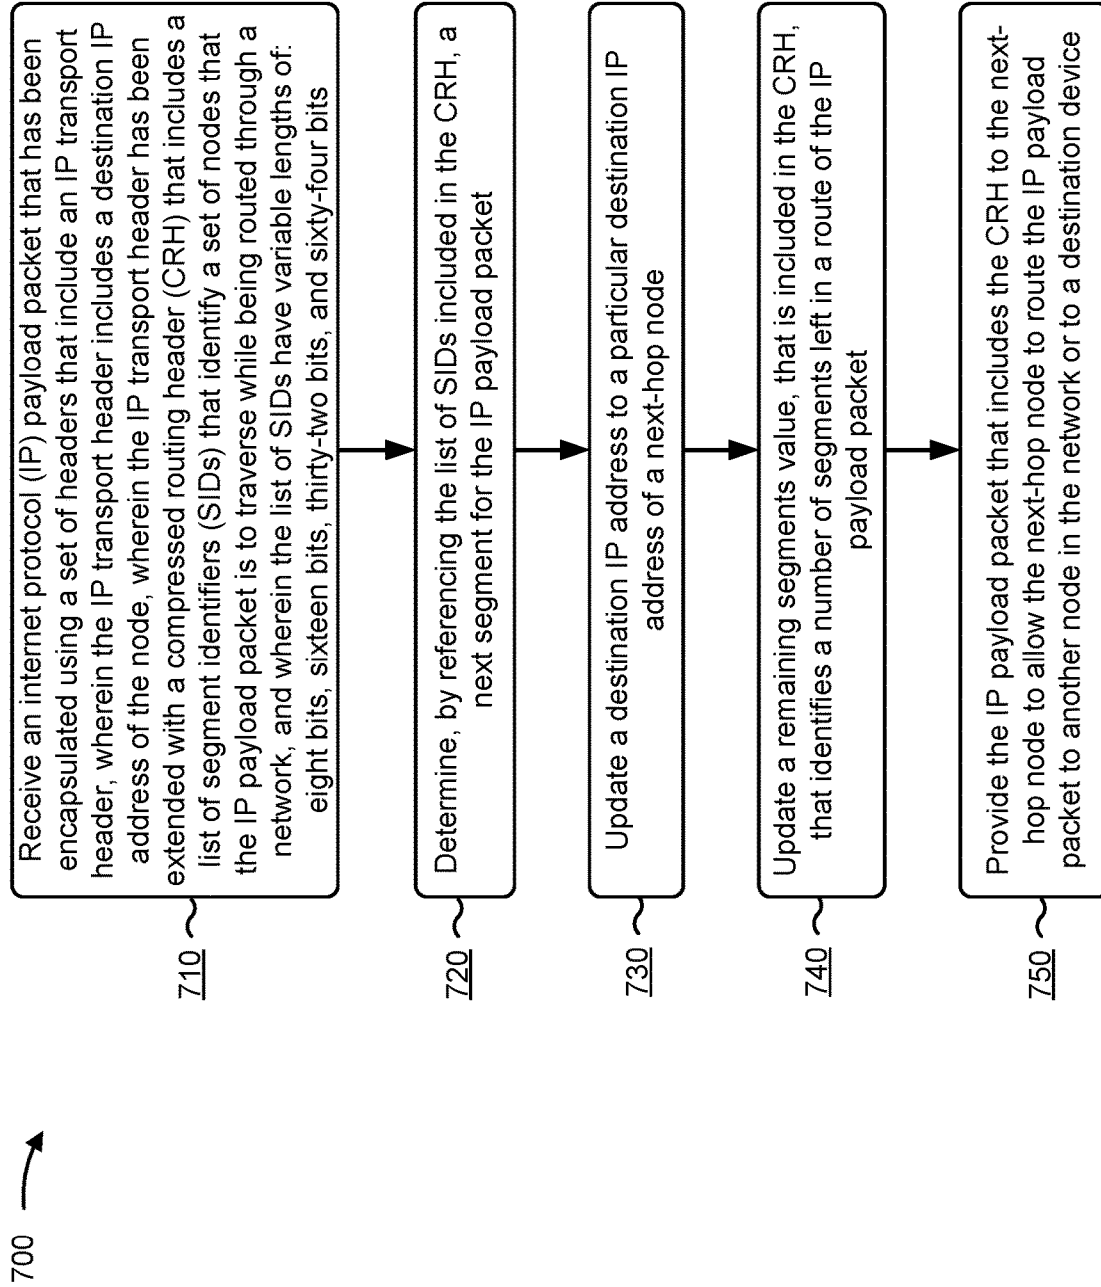 700
710
Receive an internet protocol (IP) payload packet that has been
encapsulated using a set of headers that include an IP transport
header, wherein the IP transport header includes a destination IP
address of the node, wherein the IP transport header has been
extended with a compressed routing header (CRH) that includes a
list of segment identifiers (SIDs) that identify a set of nodes that
the IP payload packet is to traverse while being routed through a
network, and wherein the list of SIDs have variable lengths of:
eight bits, sixteen bits, thirty-two bits, and sixty-four bits
720
Determine, by referencing the list of SIDs included in the CRH, a
next segment for the IP payload packet
730
Update a destination IP address to a particular destination IP
address of a next-hop node
740
Update a remaining segments value, that is included in the CRH,
that identifies a number of segments left in a route of the IP
payload packet
750
Provide the IP payload packet that includes the CRH to the next-
hop node to allow the next-hop node to route the IP payload
packet to another node in the network or to a destination device